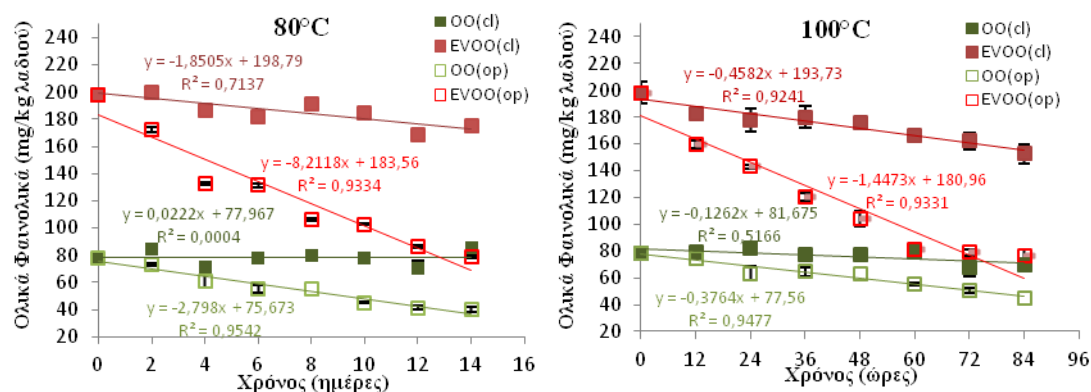 80°C
OO(cl)
EVOO(cl)
OO(op)
EVOO(op)
y = -1,8505x + 198,79
R² = 0,7137
y = -8,2118x + 183,56
R² = 0,9334
y = 0,0222x + 77,967
R² = 0,0004
y = -2,798x + 75,673
R² = 0,9542
Ολικά Φαινολικά (mg/kg λαδιού)
240
220
200
180
160
140
120
100
80
60
40
20
0 2 4 6 8 10 12 14 16
Χρόνος (ημέρες)
100°C
OO(cl)
EVOO(cl)
OO(op)
EVOO(op)
y = -0,4582x + 193,73
R² = 0,9241
y = -1,4473x + 180,96
R² = 0,9331
y = -0,1262x + 81,675
R² = 0,5166
y = -0,3764x + 77,56
R² = 0,9477
Ολικά Φαινολικά (mg/kg λαδιού)
240
220
200
180
160
140
120
100
80
60
40
20
0 12 24 36 48 60 72 84 96
Χρόνος (ώρες)